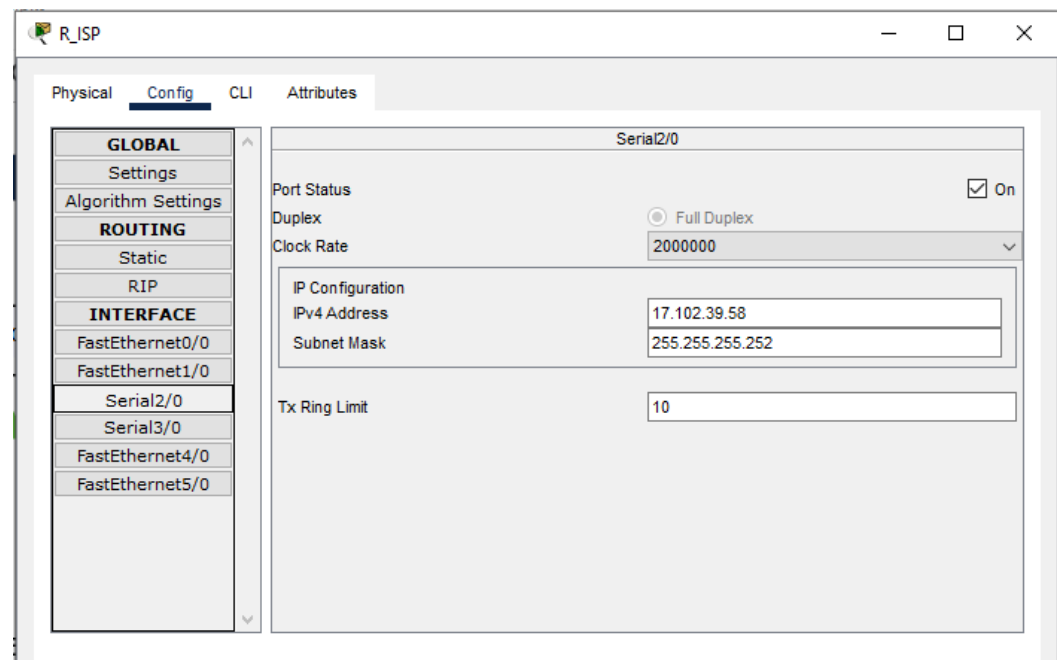 R_ISP
Physical Config CLI Attributes
GLOBAL
Settings
Algorithm Settings
ROUTING
Static
RIP
INTERFACE
FastEthernet0/0
FastEthernet1/0
Serial2/0
Serial3/0
FastEthernet4/0
FastEthernet5/0
Serial2/0
Port Status On
Duplex Full Duplex
Clock Rate 2000000
IP Configuration
IPv4 Address 17.102.39.58
Subnet Mask 255.255.255.252
Tx Ring Limit 10